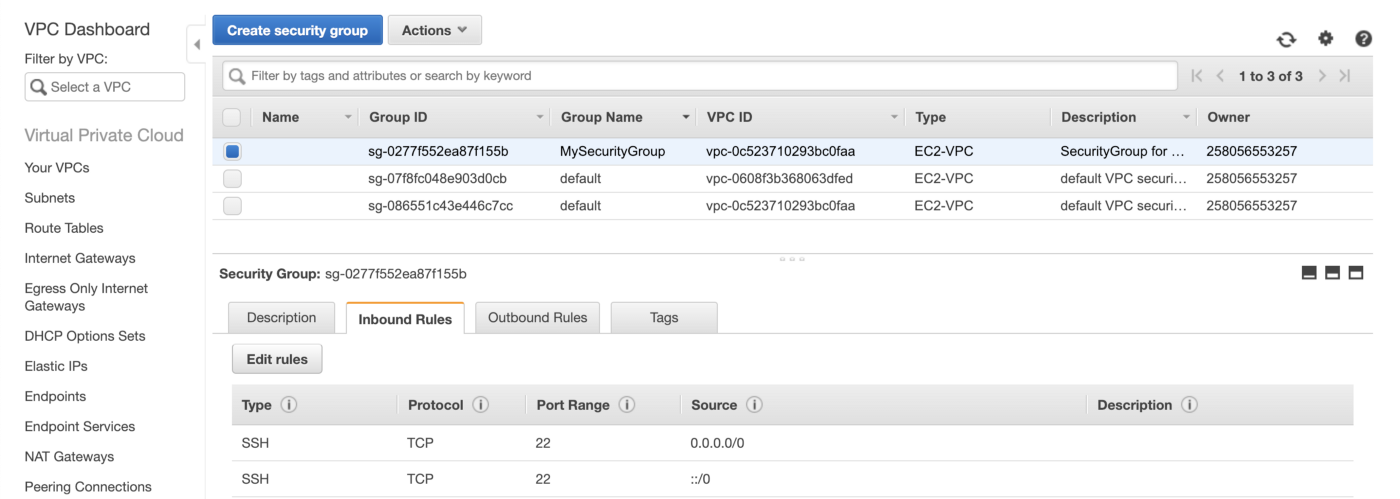 VPC Dashboard
Filter by VPC:
Select a VPC
Virtual Private Cloud
Your VPCs
Subnets
Route Tables
Internet Gateways
Egress Only Internet
Gateways
DHCP Options Sets
Elastic IPs
Endpoints
Endpoint Services
NAT Gateways
Peering Connections
Create security group Actions
Filter by tags and attributes or search by keyword 1 to 3 of 3
Name Group ID Group Name VPC ID Type Description Owner
sg-0277f552ea87f155b MySecurityGroup vpc-0c523710293bc0faa EC2-VPC SecurityGroup for ... 258056553257
sg-07f8fc048e903d0cb default vpc-0608f3b368063dfed EC2-VPC default VPC securi... 258056553257
sg-086551c43e446c7cc default vpc-0c523710293bc0faa EC2-VPC default VPC securi... 258056553257
Security Group: sg-0277f552ea87f155b
Description Inbound Rules Outbound Rules Tags
Edit rules
Type Protocol Port Range Source Description
SSH TCP 22 0.0.0.0/0
SSH TCP 22 ::/0